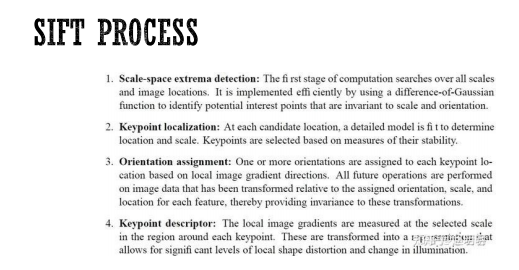 SIFT PROCESS
1. Scale-space extrema detection: The fi rst stage of computation searches over all scales
and image locations. It is implemented effi ciently by using a difference-of-Gaussian
function to identify potential interest points that are invariant to scale and orientation.
2. Keypoint localization: At each candidate location, a detailed model is fi t to determine
location and scale. Keypoints are selected based on measures of their stability.
3. Orientation assignment: One or more orientations are assigned to each keypoint lo-
cation based on local image gradient directions. All future operations are performed
on image data that has been transformed relative to the assigned orientation, scale, and
location for each feature, thereby providing invariance to these transformations.
4. Keypoint descriptor: The local image gradients are measured at the selected scale
in the region around each keypoint. These are transformed into a representation that
allows for signifi cant levels of local shape distortion and change in illumination.